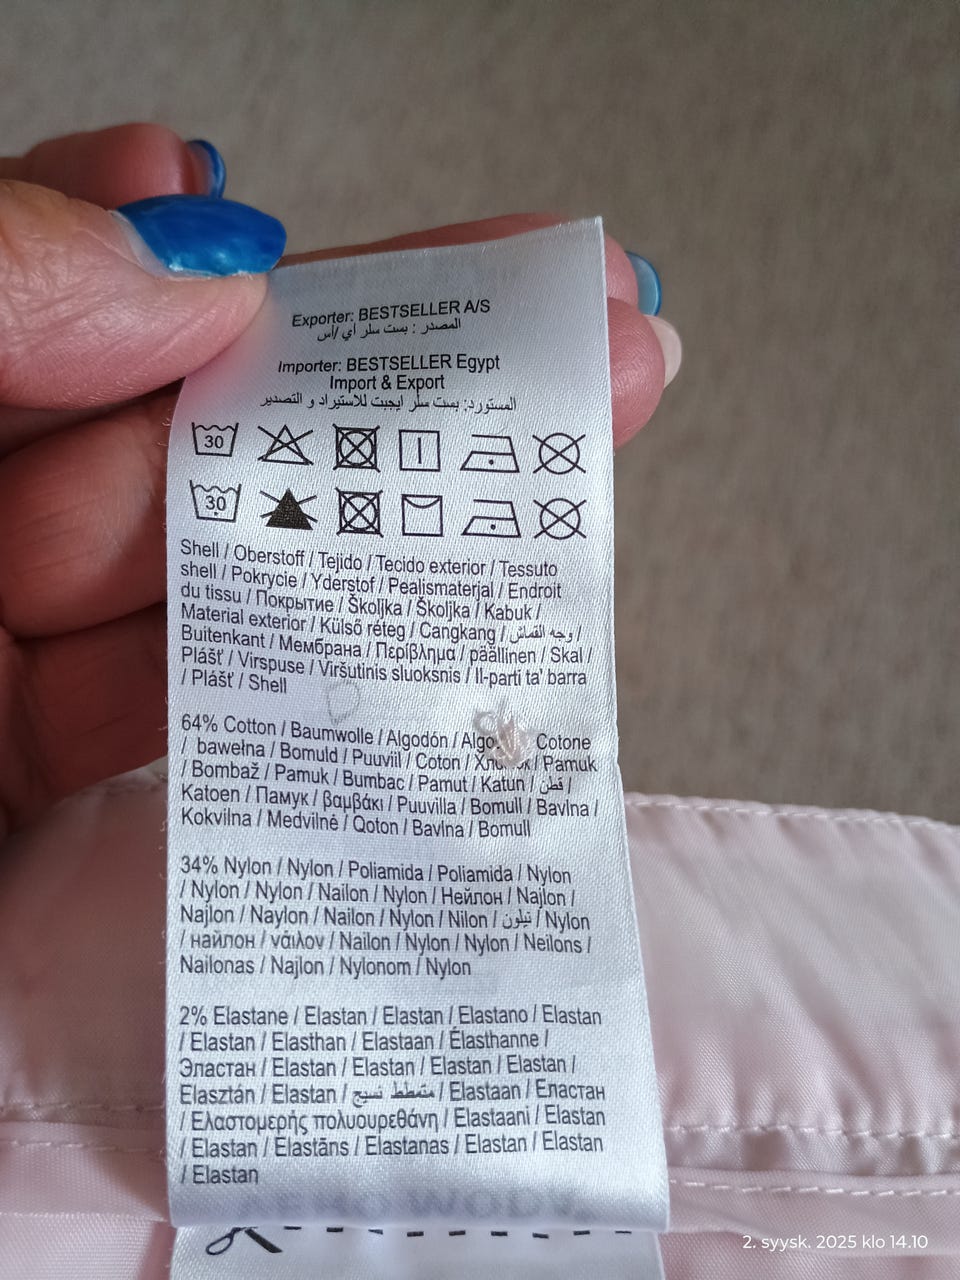 Exporter: BESTSELLER A/S
المصدر : بست سلر اي /اس
Importer: BESTSELLER Egypt
Import & Export
المستورد: بست سلر ايجبت للاستيراد و التصدير
30
30
Shell / Oberstoff / Tejido / Tecido exterior / Tessuto
shell / Pokrycie / Yderstof / Pealismaterjal / Endroit
du tissu / Покрытие / Školjka / Školjka / Kabuk /
Material exterior / Külső réteg / Cangkang / وجه القماش /
Buitenkant / Мембрана / Περίβλημα / päällinen / Skal /
Plášť / Virspuse / Viršutinis sluoksnis / Il-parti ta' barra
/ Plášť / Shell
64% Cotton / Baumwolle / Algodón / Cotone
/ bawełna / Bomuld / Puuviil / Coton / / Pamuk
/ Bombaž / Pamuk / Bumbac / Pamut / Katun / قطن /
Katoen / Памук / βαμβάκι / Puuvilla / Bomull / Bavlna /
Kokvilna / Medvilnė / Qoton / Bavlna / Bomull
34% Nylon / Nylon / Poliamida / Poliamida / Nylon
/ Nylon / Nylon / Nailon / Nylon / Нейлон / Najlon /
Najlon / Naylon / Nailon / Nylon / Nilon / نيلون / Nylon
/ найлон / νάιλον / Nailon / Nylon / Nylon / Neilons /
Nailonas / Najlon / Nylonom / Nylon
2% Elastane / Elastan / Elastan / Elastano / Elastan
/ Elastan / Elasthan / Elastaan / Élasthanne /
Эластан / Elastan / Elastan / Elastan / Elastan /
Elasztán / Elastan / متمطط نسيج / Elastaan / Еластан
/ Ελαστομερής πολυουρεθάνη / Elastaani / Elastan
/ Elastan / Elastāns / Elastanas / Elastan / Elastan
/ Elastan
2. syysk. 2025 klo 14.10